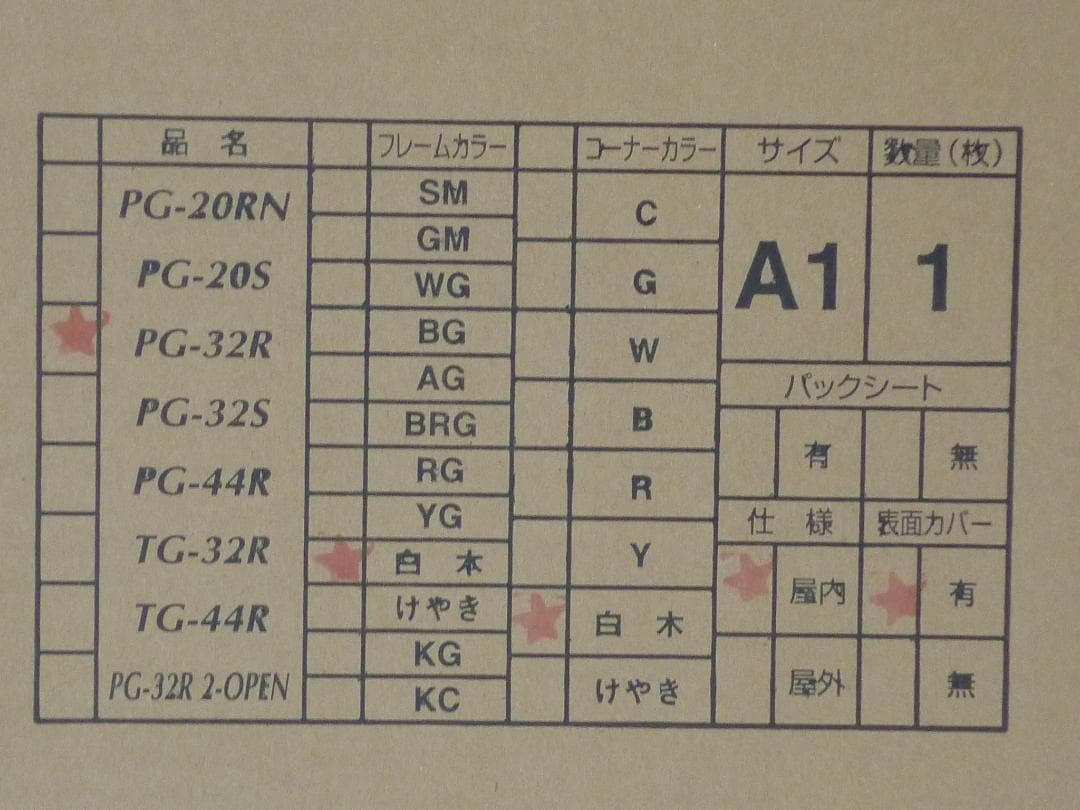 品 名 フレームカラー コーナーカラー サイズ 数量(枚)
PG-20RN
PG-20S
PG-32R
PG-32S
PG-44R
TG-32R
TG-44R
PG-32R 2-OPEN
SM
GM
WG
BG
AG
BRG
RG
YG
白 木
けやき
KG
KC
C
G
W
B
R
Y
白 木
けやき
A1
1
パックシート
有 無
仕 様 表面カバー
屋内 有
屋外 無